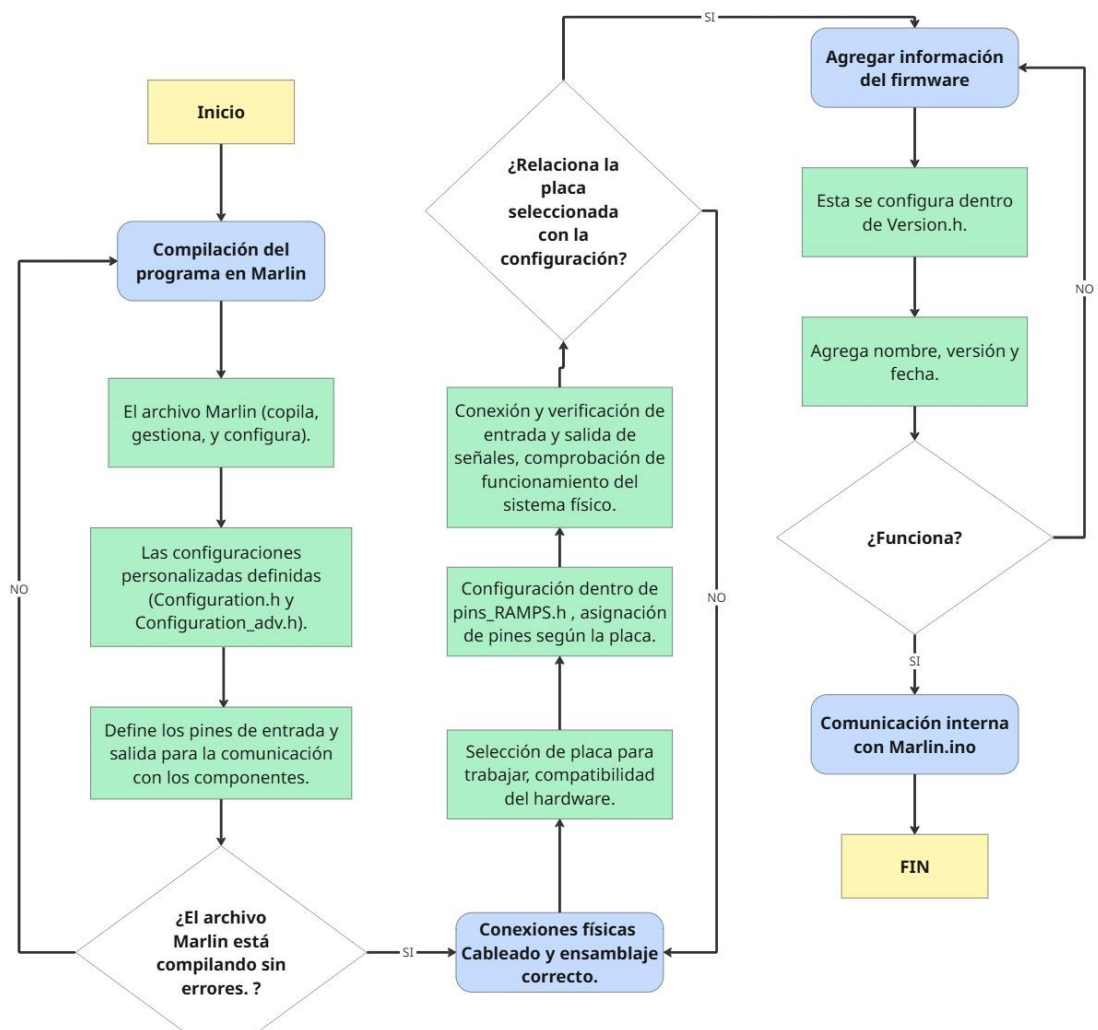 Inicio
Compilación del
programa en Marlin
El archivo Marlin (copila,
gestiona, y configura).
Las configuraciones
personalizadas definidas
(Configuration.h y
Configuration_adv.h).
Define los pines de entrada y
salida para la comunicación
con los componentes.
¿El archivo
Marlin está
compilando sin
errores. ?
NO
SI
Conexiones físicas
Cableado y ensamblaje
correcto.
Selección de placa para
trabajar, compatibilidad
del hardware.
Configuración dentro de
pins_RAMPS.h , asignación
de pines según la placa.
Conexión y verificación de
entrada y salida de
señales, comprobación de
funcionamiento del
sistema físico.
¿Relaciona la
placa
seleccionada
con la
configuración?
NO
SI
Agregar información
del firmware
Esta se configura dentro
de Version.h.
Agrega nombre, versión y
fecha.
¿Funciona?
NO
SI
Comunicación interna
con Marlin.ino
FIN